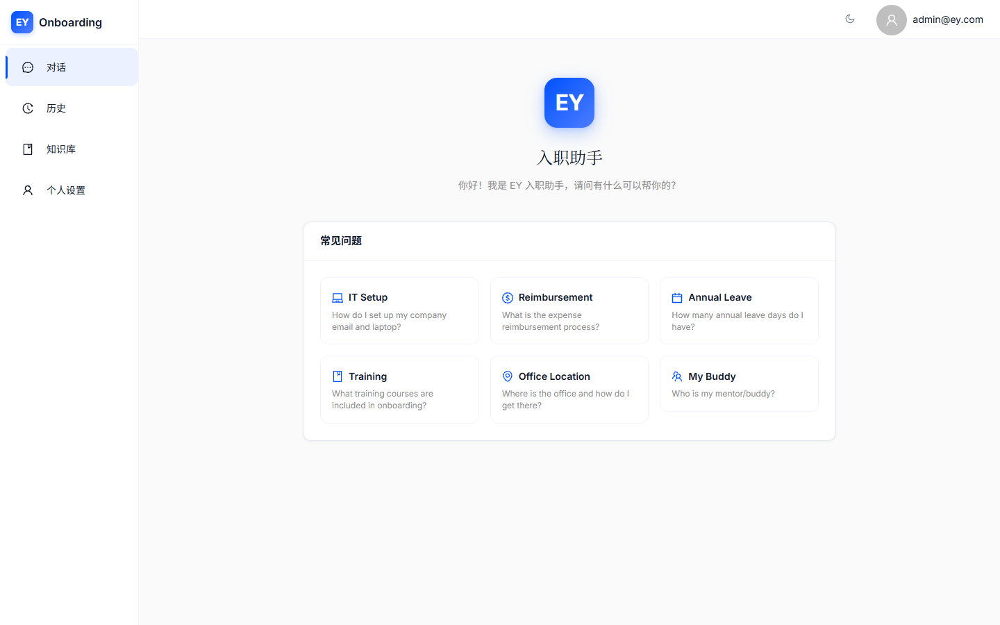 EY Onboarding
admin@ey.com
对话
历史
知识库
个人设置
EY
入职助手
你好！我是 EY 入职助手，请问有什么可以帮你的？
常见问题
IT Setup
How do I set up my company
email and laptop?
Reimbursement
What is the expense
reimbursement process?
Annual Leave
How many annual leave days do I
have?
Training
What training courses are
included in onboarding?
Office Location
Where is the office and how do I
get there?
My Buddy
Who is my mentor/buddy?